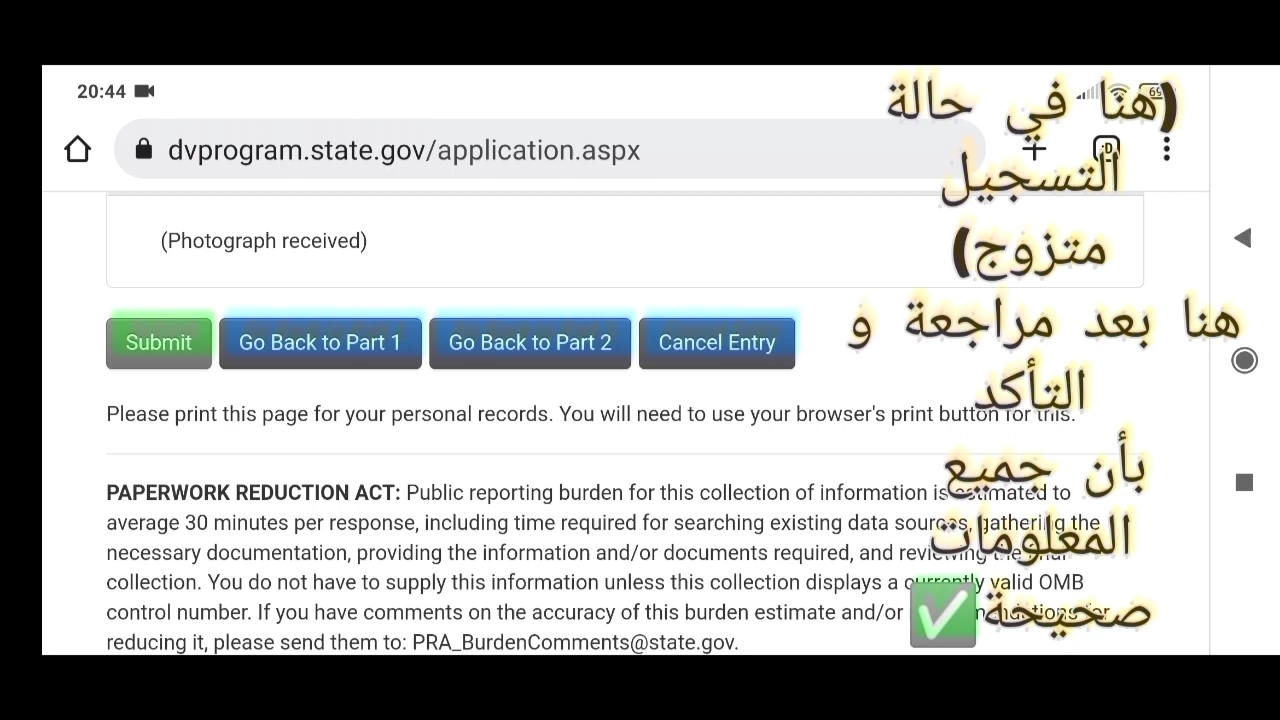 20:44
69
dvprogram.state.gov/application.aspx
(هنا في حالة
التسجيل
متزوج)
هنا بعد مراجعة و
التأكد
بأن جميع
المعلومات
صحيحة✅
(Photograph received)
Submit
Go Back to Part 1
Go Back to Part 2
Cancel Entry
Please print this page for your personal records. You will need to use your browser's print button for this.
PAPERWORK REDUCTION ACT: Public reporting burden for this collection of information is estimated to
average 30 minutes per response, including time required for searching existing data sources, gathering the
necessary documentation, providing the information and/or documents required, and reviewing the final
collection. You do not have to supply this information unless this collection displays a currently valid OMB
control number. If you have comments on the accuracy of this burden estimate and/or for
reducing it, please send them to: PRA_BurdenComments@state.gov.